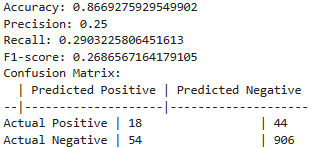 Accuracy: 0.8669275929549902
Precision: 0.25
Recall: 0.2903225806451613
F1-score: 0.2686567164179105
Confusion Matrix:
| Predicted Positive | Predicted Negative
--|-------------------|-------------------
Actual Positive | 18 | 44
Actual Negative | 54 | 906